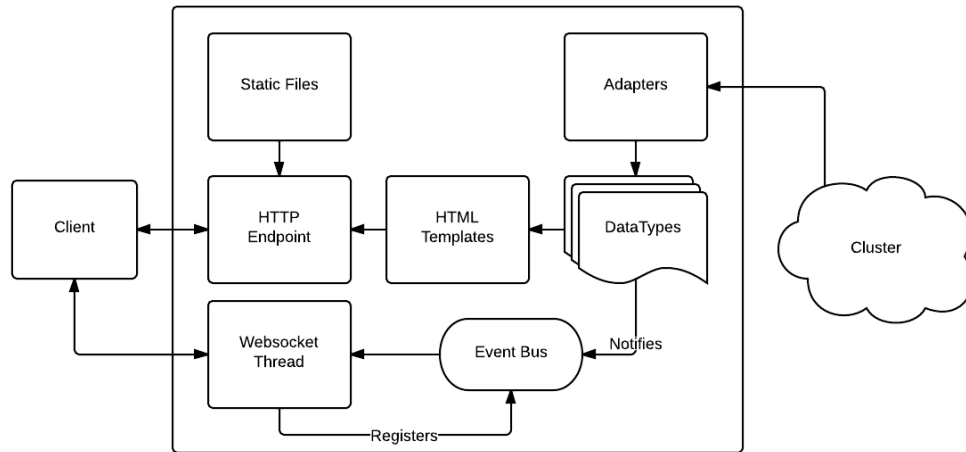 Static Files
Adapters
Client
HTTP
Endpoint
HTML
Templates
DataTypes
Cluster
Websocket
Thread
Event Bus
Notifies
Registers